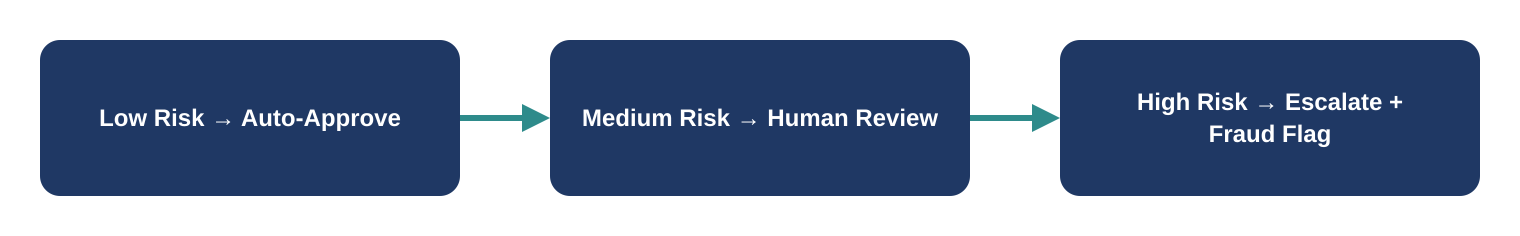 Low Risk → Auto-Approve
Medium Risk → Human Review
High Risk → Escalate +
Fraud Flag